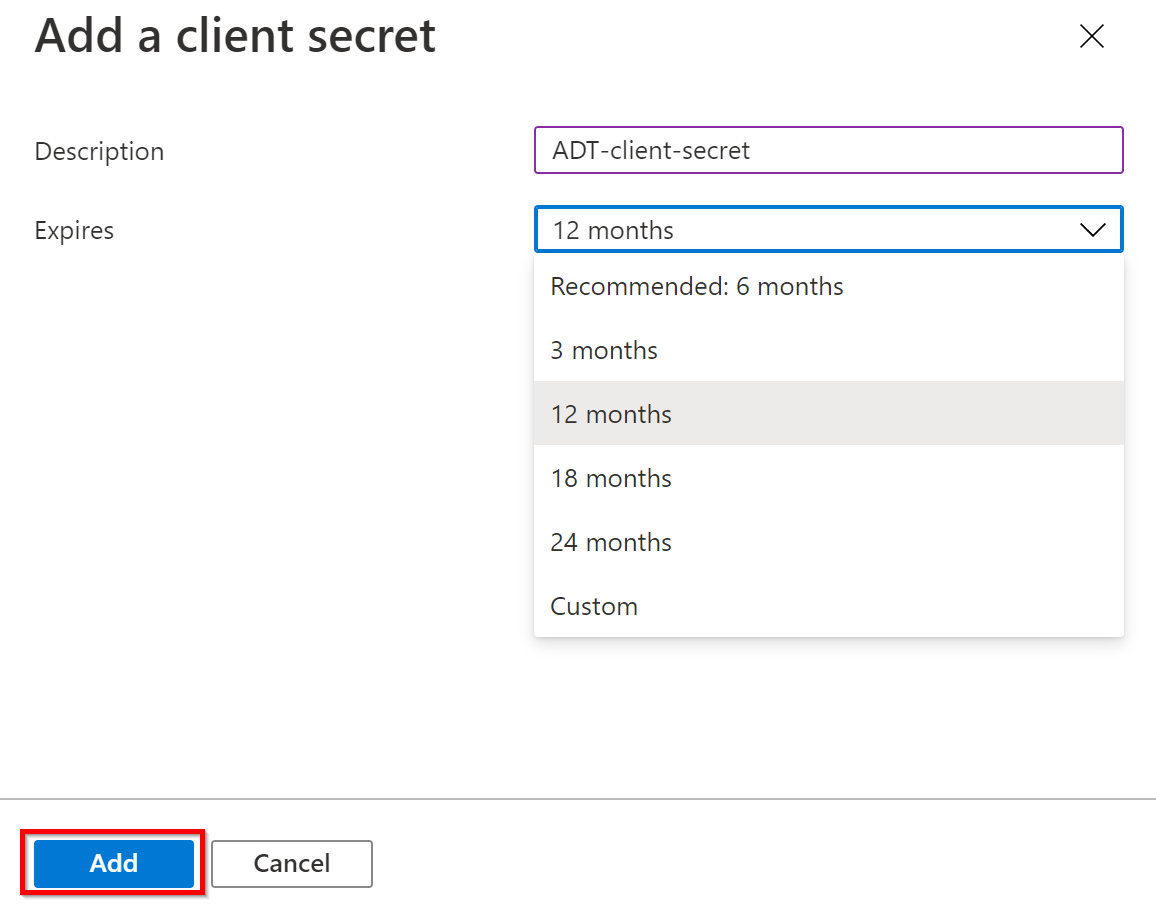 Add a client secret
Description
ADT-client-secret
Expires
12 months
Recommended: 6 months
3 months
12 months
18 months
24 months
Custom
Add
Cancel